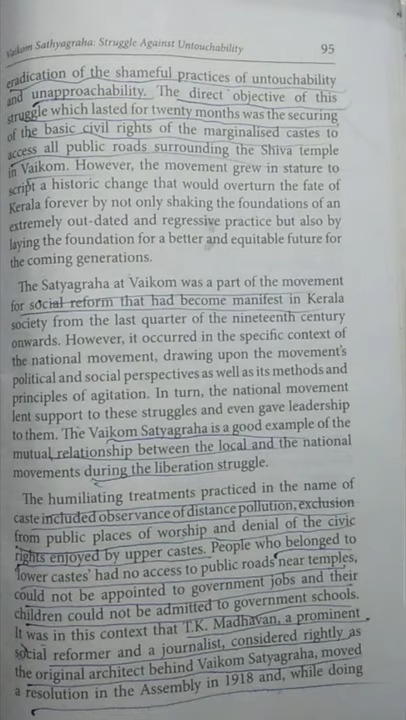 Vaikom Sathyagraha: Struggle Against Untouchability 95
eradication of the shameful practices of untouchability
and unapproachability. The direct objective of this
struggle which lasted for twenty months was the securing
of the basic civil rights of the marginalised castes to
access all public roads surrounding the Shiva temple
in Vaikom. However, the movement grew in stature to
script a historic change that would overturn the fate of
Kerala forever by not only shaking the foundations of an
extremely out-dated and regressive practice but also by
laying the foundation for a better and equitable future for
the coming generations.
The Satyagraha at Vaikom was a part of the movement
for social reform that had become manifest in Kerala
society from the last quarter of the nineteenth century
onwards. However, it occurred in the specific context of
the national movement, drawing upon the movement's
political and social perspectives as well as its methods and
principles of agitation. In turn, the national movement
lent support to these struggles and even gave leadership
to them. The Vaikom Satyagraha is a good example of the
mutual relationship between the local and the national
movements during the liberation struggle.
The humiliating treatments practiced in the name of
caste included observance of distance pollution, exclusion
from public places of worship and denial of the civic
rights enjoyed by upper castes. People who belonged to
'lower castes' had no access to public roads near temples,
could not be appointed to government jobs and their
children could not be admitted to government schools.
It was in this context that T.K. Madhavan, a prominent
social reformer and a journalist, considered rightly as
the original architect behind Vaikom Satyagraha, moved
a resolution in the Assembly in 1918 and, while doing